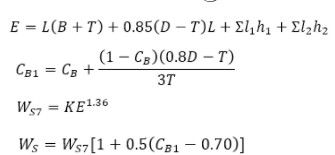 E = L(B + T) + 0.85(D − T)L + Σl₁h₁ + Σl₂h₂
C_B1 = C_B + (1 − C_B)(0.8D − T) / 3T
W_S7 = KE^1.36
W_S = W_S7[1 + 0.5(C_B1 − 0.70)]